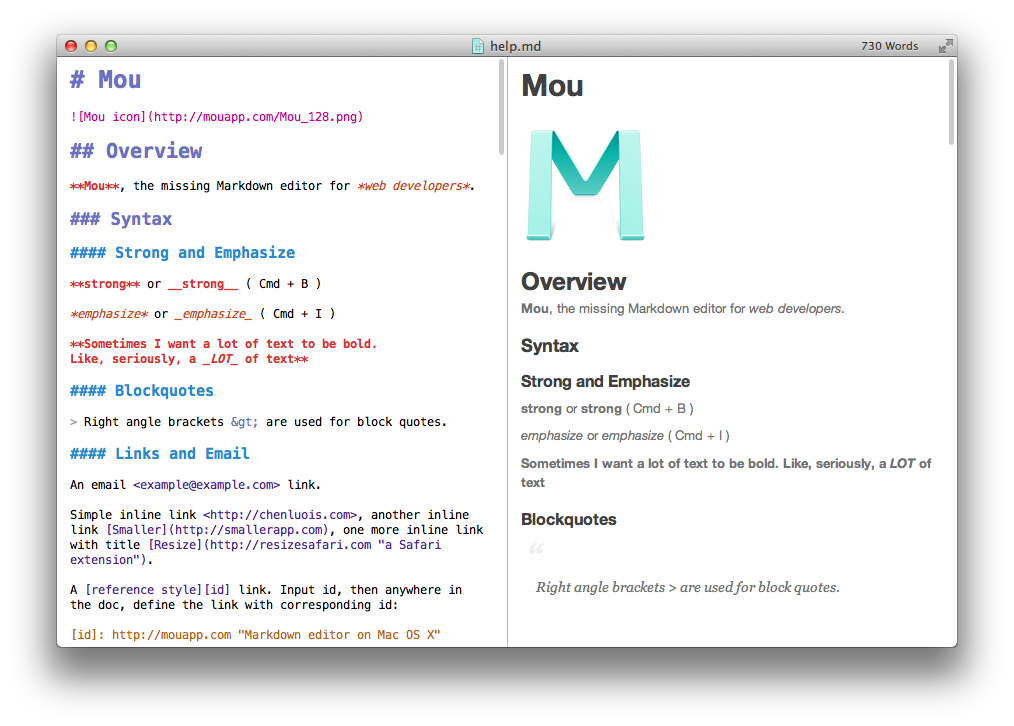 help.md
730 Words
# Mou
![Mou icon](http://mouapp.com/Mou_128.png)
## Overview
**Mou**, the missing Markdown editor for *web developers*.
### Syntax
#### Strong and Emphasize
**strong** or __strong__ ( Cmd + B )
*emphasize* or _emphasize_ ( Cmd + I )
**Sometimes I want a lot of text to be bold.
Like, seriously, a _LOT_ of text**
#### Blockquotes
> Right angle brackets &gt; are used for block quotes.
#### Links and Email
An email <example@example.com> link.
Simple inline link <http://chenluois.com>, another inline
link [Smaller](http://smallerapp.com), one more inline link
with title [Resize](http://resizesafari.com "a Safari
extension").
A [reference style][id] link. Input id, then anywhere in
the doc, define the link with corresponding id:
[id]: http://mouapp.com "Markdown editor on Mac OS X"
Mou
M
Overview
Mou, the missing Markdown editor for web developers.
Syntax
Strong and Emphasize
strong or strong ( Cmd + B )
emphasize or emphasize ( Cmd + I )
Sometimes I want a lot of text to be bold. Like, seriously, a LOT of
text
Blockquotes
“
Right angle brackets > are used for block quotes.